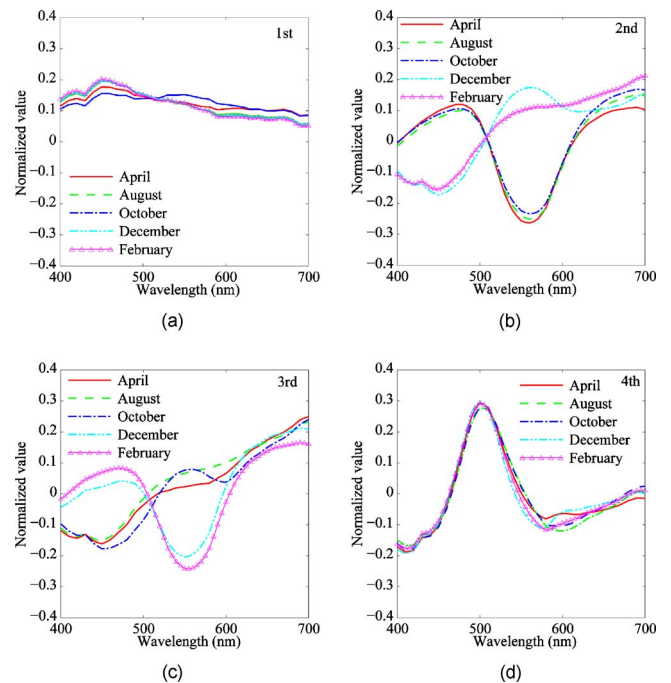 0.4
1st
0.3
0.2
0.1
0
−0.1
−0.2
−0.3
−0.4
Normalized value
April
August
October
December
February
400 500 600 700
Wavelength (nm)
(a)
0.4
2nd
0.3
0.2
0.1
0
−0.1
−0.2
−0.3
−0.4
Normalized value
April
August
October
December
February
400 500 600 700
Wavelength (nm)
(b)
0.4
3rd
0.3
0.2
0.1
0
−0.1
−0.2
−0.3
−0.4
Normalized value
April
August
October
December
February
400 500 600 700
Wavelength (nm)
(c)
0.4
4th
0.3
0.2
0.1
0
−0.1
−0.2
−0.3
−0.4
Normalized value
April
August
October
December
February
400 500 600 700
Wavelength (nm)
(d)